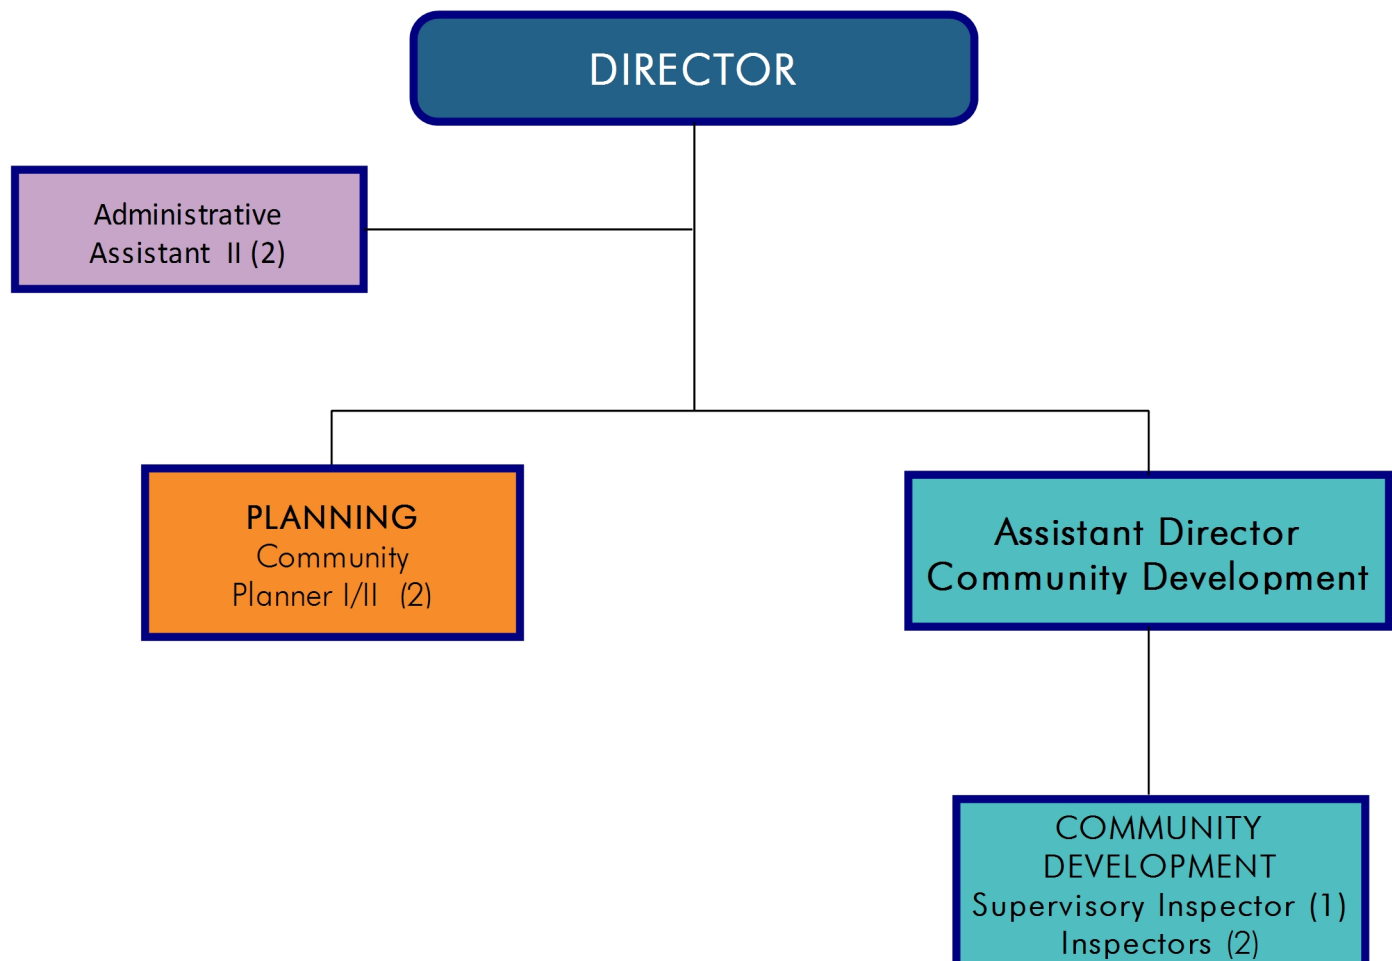 DIRECTOR
Administrative
Assistant II (2)
PLANNING
Community
Planner I/II (2)
Assistant Director
Community Development
COMMUNITY
DEVELOPMENT
Supervisory Inspector (1)
Inspectors (2)